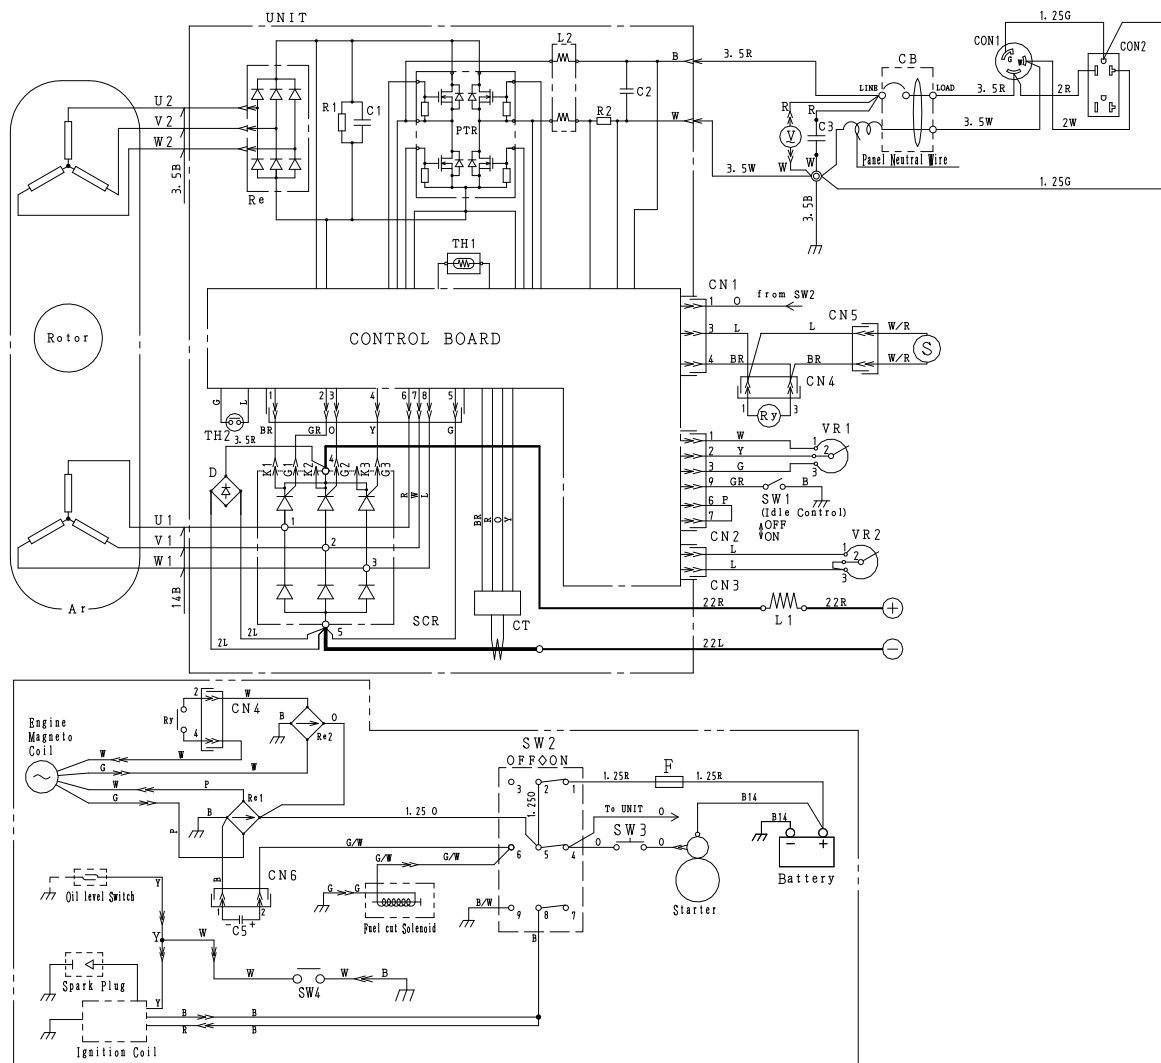 UNIT
1.25G
U2
V2
W2
3.5B
Re
R1
C1
PTR
L2
R2
C2
B
3.5R
W
3.5W
CB
LINE
LOAD
R
R
V
C3
W
W
Panel Neutral Wire
CON1
G
W
CON2
3.5R
2R
3.5W
2W
1.25G
3.5B
TH1
Rotor
CONTROL BOARD
CN1
1 O from SW2
3 L
4 BR
CN5
L
BR
W/R
W/R
S
CN4
1 Ry 3
G
L
TH2
1 2 3 4 6 7 8 5
BR GR O Y G
3.5R
D
K1 G1 K2 4 G2 K3 G3
R W L
BR R O Y
1 W
2 Y
3 G
9 GR
6 P
7
VR1
1
2
3
B
SW1
(Idle Control)
OFF
ON
CN2
L
L
CN3
VR2
1
2
3
U1
V1
W1
14B
1
2
3
Ar
SCR
2L
2L
5
CT
22R
L1
22R
+
22L
−
2
4
Ry
CN4
W
B
O
Re2
Engine
Magneto
Coil
W W
G W
W P
G
P
B
Re1
1.25O
B
CN6
1 2
− C5 +
G/W
G/W G/W
G G
Fuel cut Solenoid
SW2
OFF◇ON
3 2 1
1.25O
6 5 4
9 8 7
B/W
B
1.25R
F
1.25R
To UNIT O
O SW3 O
B14
B14
− +
Battery
Starter
Oil level Switch
Y
Y W
W
W
SW4
W B
Spark Plug
Y
Ignition Coil
B B
R B